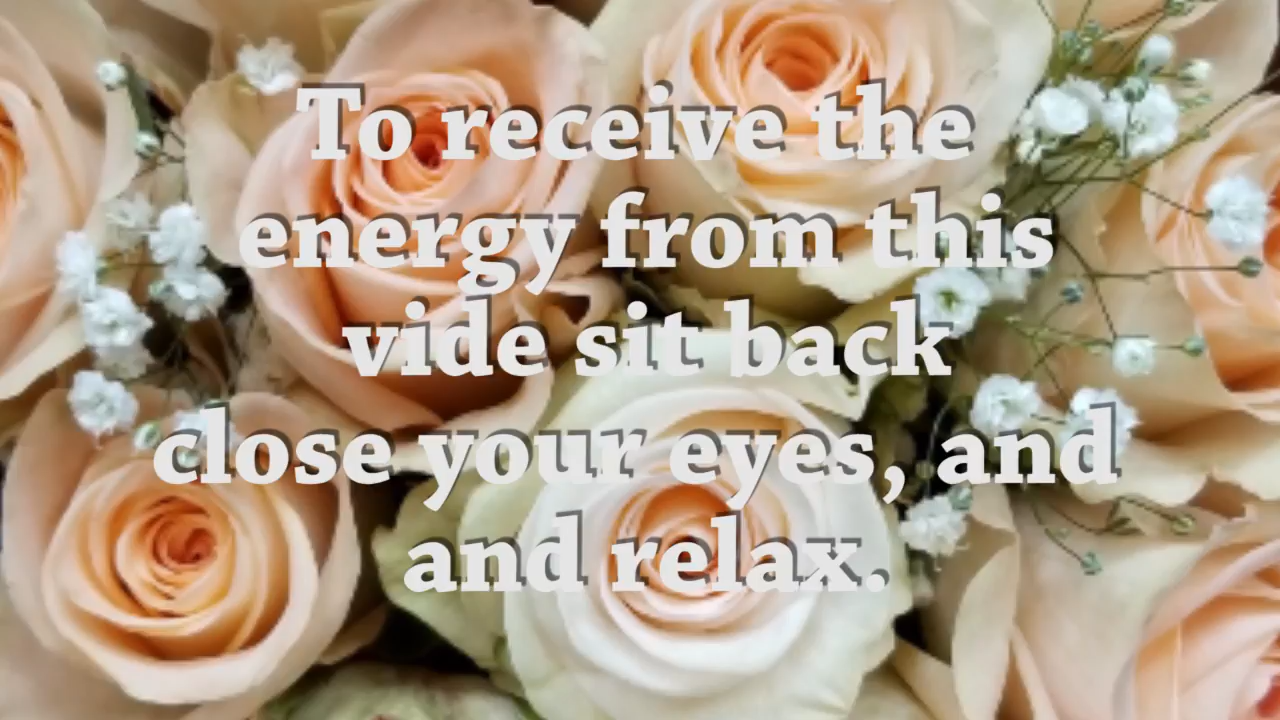 To receive the
energy from this
vide sit back
close your eyes, and
and relax.